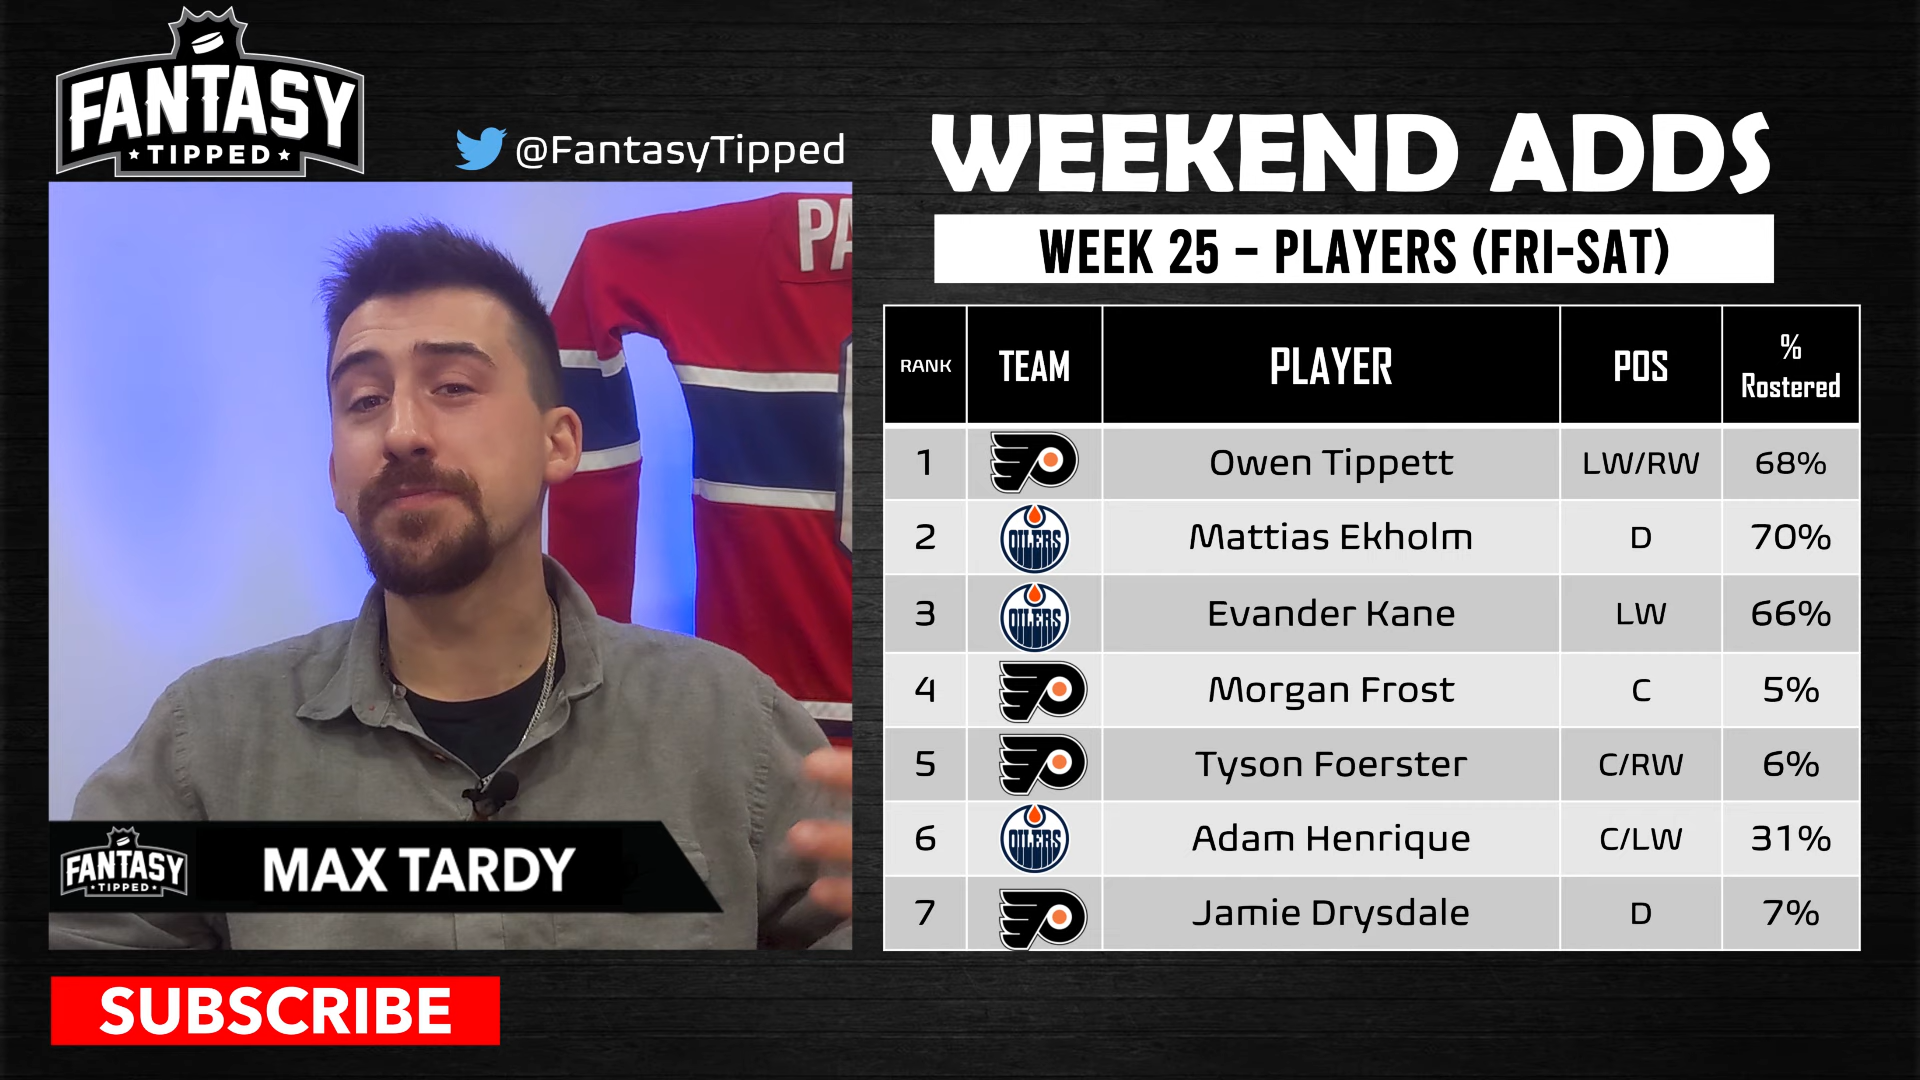 FANTASY
TIPPED
@FantasyTipped
PA
FANTASY
TIPPED
MAX TARDY
SUBSCRIBE
WEEKEND ADDS
WEEK 25 – PLAYERS (FRI-SAT)
RANK TEAM PLAYER POS % Rostered
1 Owen Tippett LW/RW 68%
2 OILERS Mattias Ekholm D 70%
3 OILERS Evander Kane LW 66%
4 Morgan Frost C 5%
5 Tyson Foerster C/RW 6%
6 OILERS Adam Henrique C/LW 31%
7 Jamie Drysdale D 7%